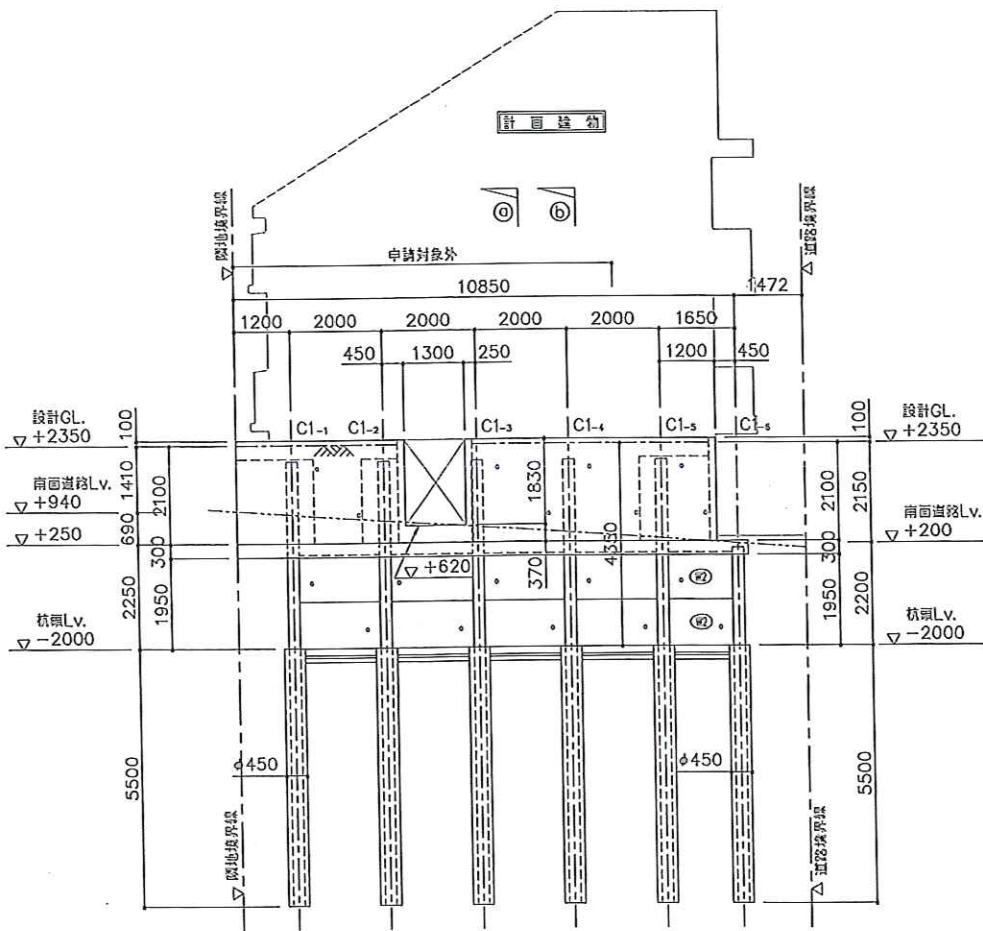 計画建物
ⓐ ⓑ
隣地境界線
道路境界線
申請対象外
10850
1472
1200 2000 2000 2000 2000 1650
450 1300 250 1200 450
設計GL.
+2350
C1-1 C1-2 C1-3 C1-4 C1-5 C1-6
設計GL.
+2350
100
1410
690
2250
5500
2100
300
1950
南面道路Lv.
+940
+250
杭頭Lv.
-2000
1830
370
4350
+620
W2
W2
100
2150
2200
5500
2100
300
1950
南面道路Lv.
+200
杭頭Lv.
-2000
φ450
φ450
隣地境界線
道路境界線